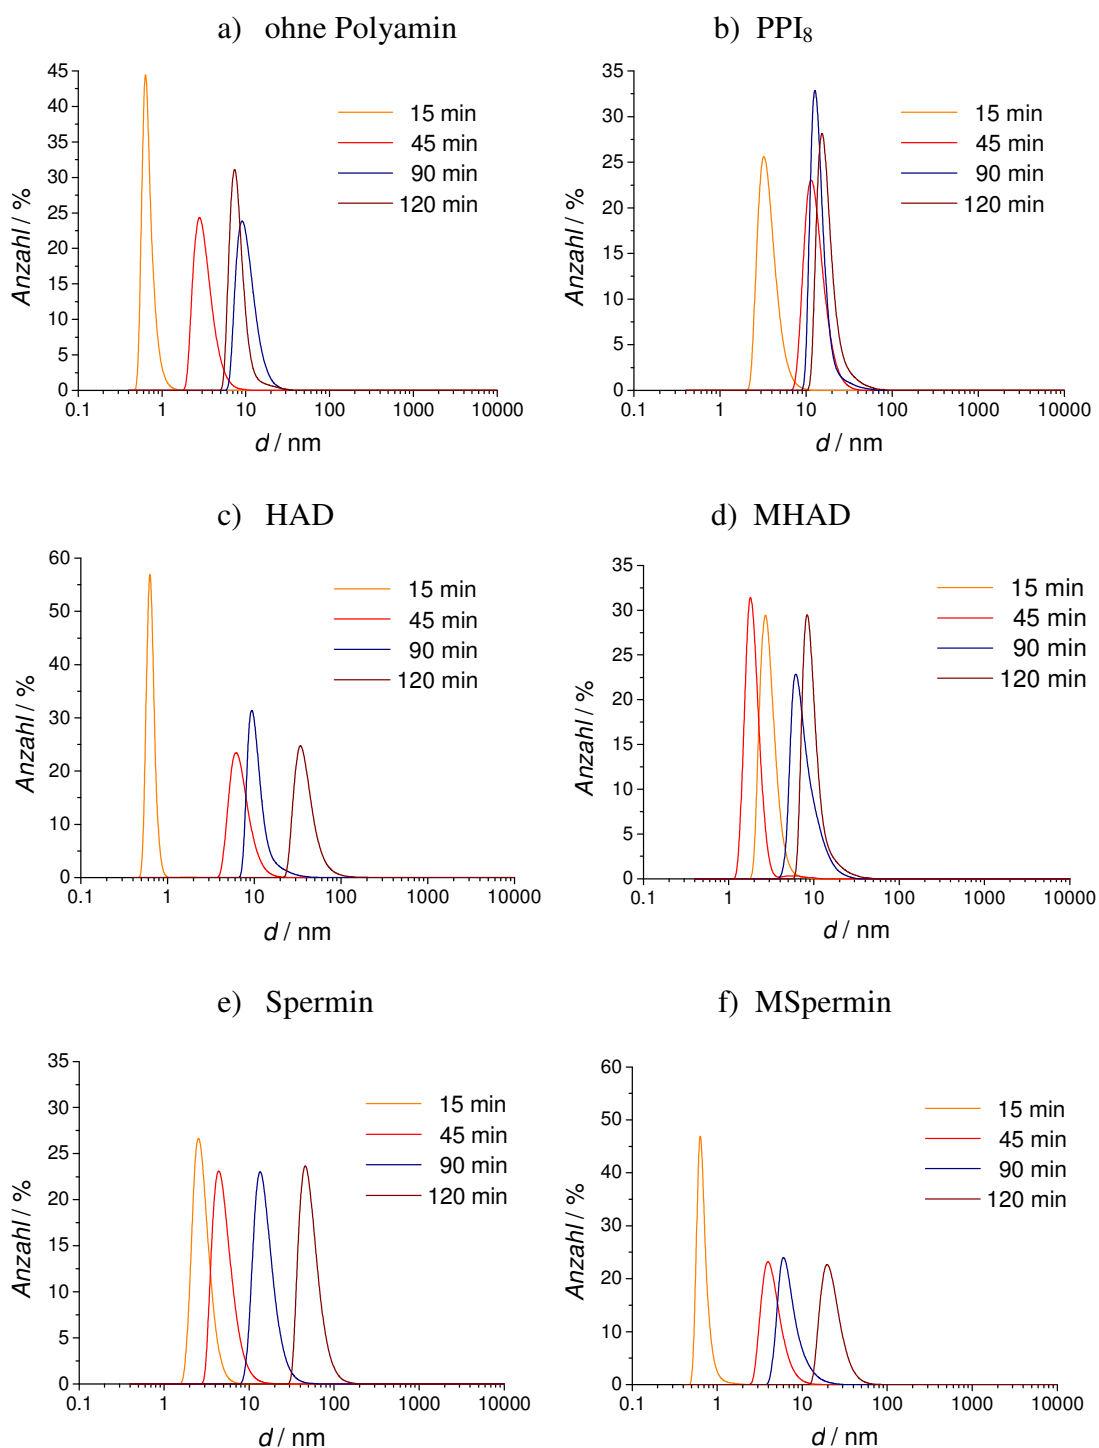 a) ohne Polyamin
45
40
35
30
25
20
15
10
5
0
Anzahl / %
15 min
45 min
90 min
120 min
0.1 1 10 100 1000 10000
d / nm
b) PPI₈
35
30
25
20
15
10
5
0
Anzahl / %
15 min
45 min
90 min
120 min
0.1 1 10 100 1000 10000
d / nm
c) HAD
60
50
40
30
20
10
0
Anzahl / %
15 min
45 min
90 min
120 min
0.1 1 10 100 1000 10000
d / nm
d) MHAD
35
30
25
20
15
10
5
0
Anzahl / %
15 min
45 min
90 min
120 min
0.1 1 10 100 1000 10000
d / nm
e) Spermin
35
30
25
20
15
10
5
0
Anzahl / %
15 min
45 min
90 min
120 min
0.1 1 10 100 1000 10000
d / nm
f) MSpermin
60
50
40
30
20
10
0
Anzahl / %
15 min
45 min
90 min
120 min
0.1 1 10 100 1000 10000
d / nm